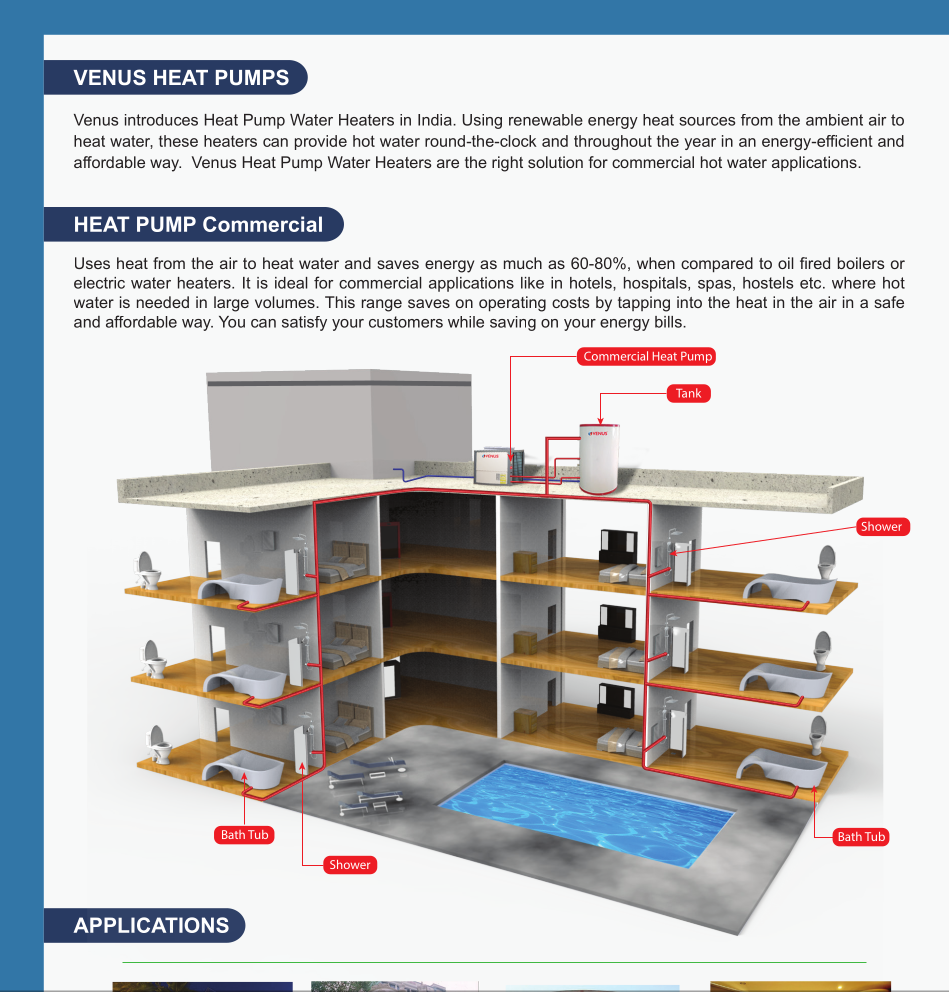 VENUS HEAT PUMPS
Venus introduces Heat Pump Water Heaters in India. Using renewable energy heat sources from the ambient air to
heat water, these heaters can provide hot water round-the-clock and throughout the year in an energy-efficient and
affordable way.  Venus Heat Pump Water Heaters are the right solution for commercial hot water applications.
HEAT PUMP Commercial
Uses heat from the air to heat water and saves energy as much as 60-80%, when compared to oil fired boilers or
electric water heaters. It is ideal for commercial applications like in hotels, hospitals, spas, hostels etc. where hot
water is needed in large volumes. This range saves on operating costs by tapping into the heat in the air in a safe
and affordable way. You can satisfy your customers while saving on your energy bills.
Commercial Heat Pump
Tank
VENUS
VENUS
Shower
Bath Tub
Bath Tub
Shower
APPLICATIONS